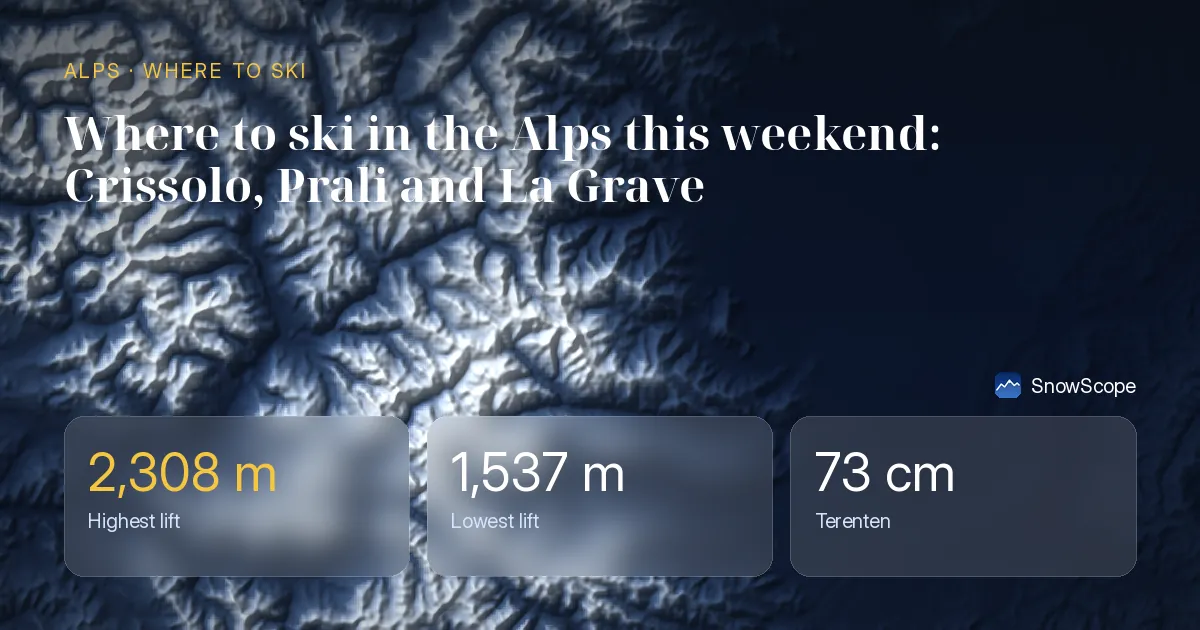 ALPS · WHERE TO SKI
Where to ski in the Alps this weekend:
Crissolo, Prali and La Grave
SnowScope
2,308 m
Highest lift
1,537 m
Lowest lift
73 cm
Terenten